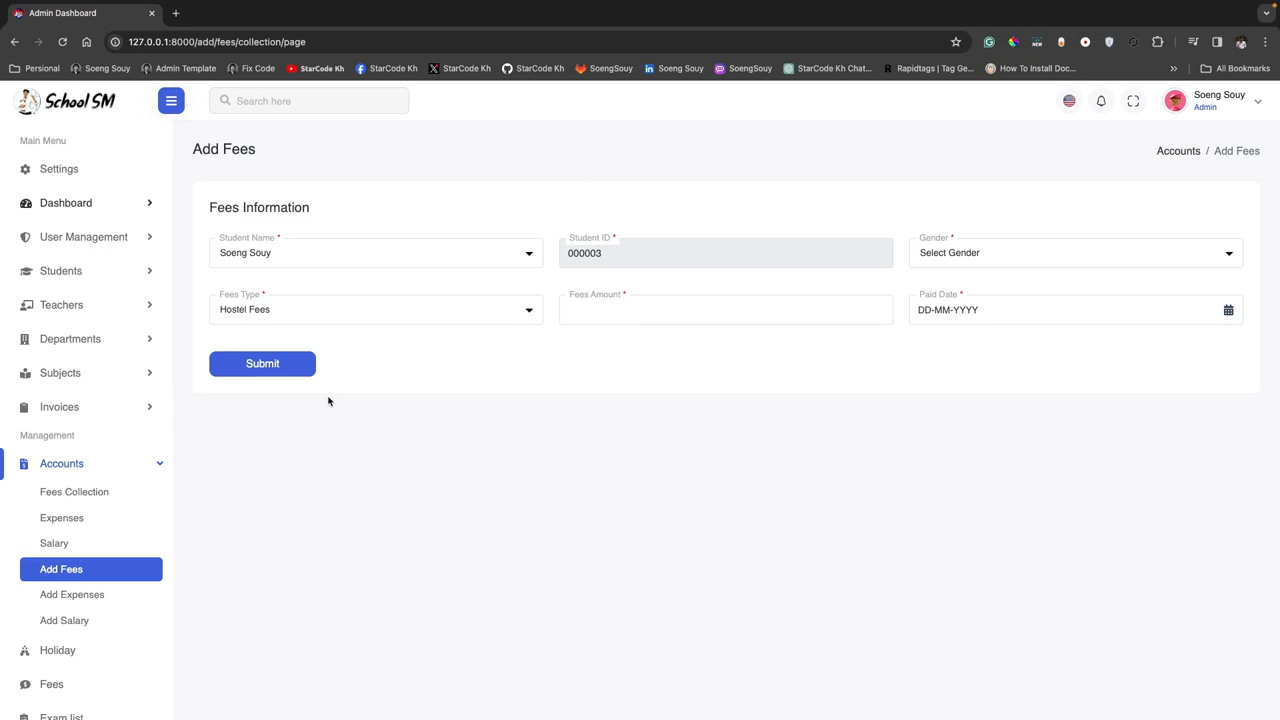 Admin Dashboard
127.0.0.1:8000/add/fees/collection/page
Personal Soeng Souy Admin Template Fix Code StarCode Kh StarCode Kh StarCode Kh StarCode Kh SoengSouy Soeng Souy SoengSouy StarCode Kh Chat... Rapidtags | Tag Ge... How To Install Doc... » All Bookmarks
School SM
Search here
Soeng Souy
Admin
Main Menu
Settings
Dashboard
User Management
Students
Teachers
Departments
Subjects
Invoices
Management
Accounts
Fees Collection
Expenses
Salary
Add Fees
Add Expenses
Add Salary
Holiday
Fees
Exam list
Add Fees
Accounts / Add Fees
Fees Information
Student Name * Student ID * Gender *
Soeng Souy 000003 Select Gender
Fees Type * Fees Amount * Paid Date *
Hostel Fees DD-MM-YYYY
Submit